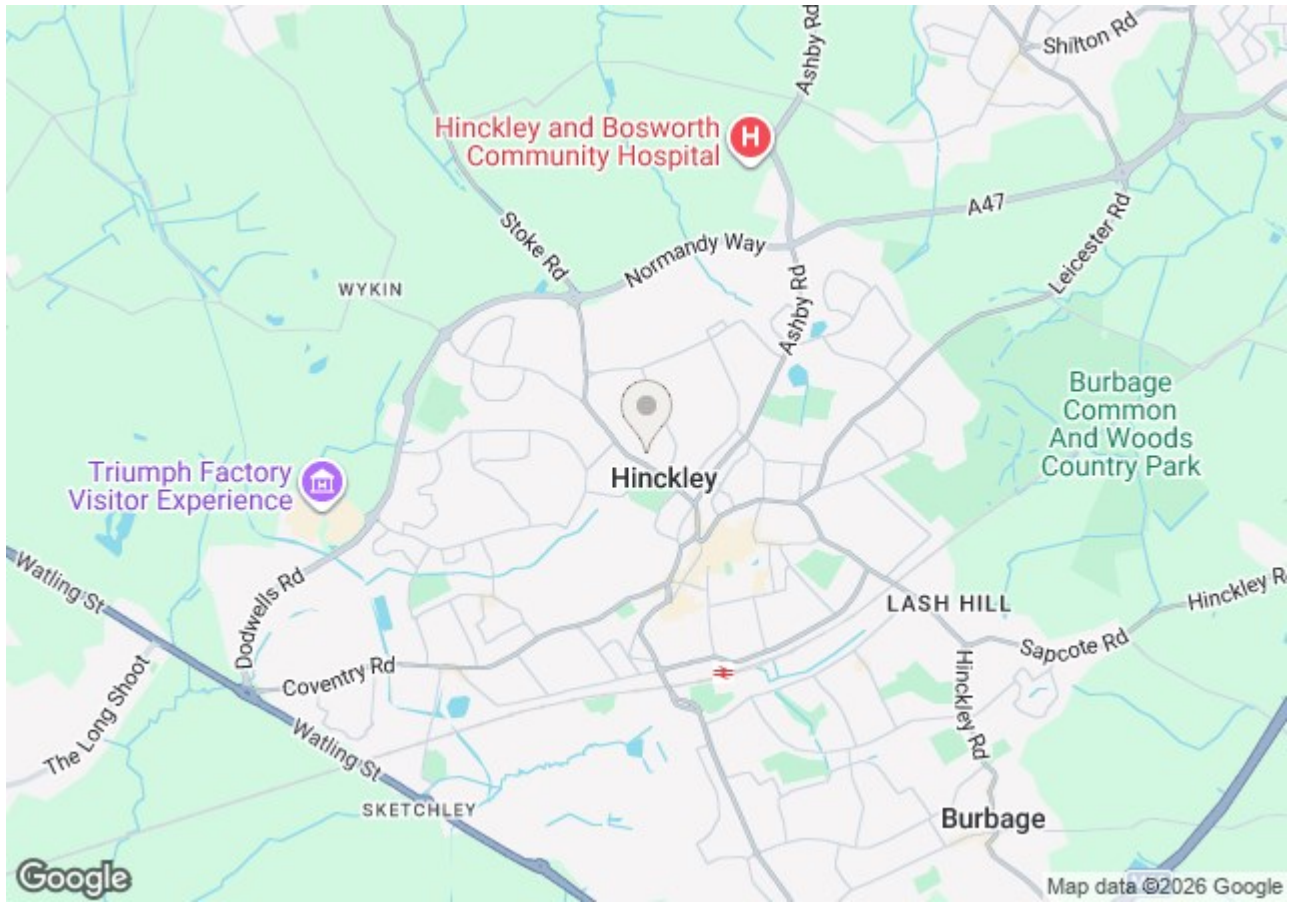 Ashby Rd
Shilton Rd
Hinckley and Bosworth
Community Hospital
H
A47
Leicester Rd
Stoke Rd
Normandy Way
WYKIN
Ashby Rd
Burbage
Common
And Woods
Country Park
Triumph Factory
Visitor Experience
Hinckley
Watling St
Dodwells Rd
LASH HILL
Hinckley R
Sapcote Rd
Coventry Rd
Hinckley Rd
The Long Shoot
Watling St
SKETCHLEY
Burbage
Google
Map data ©2026 Google